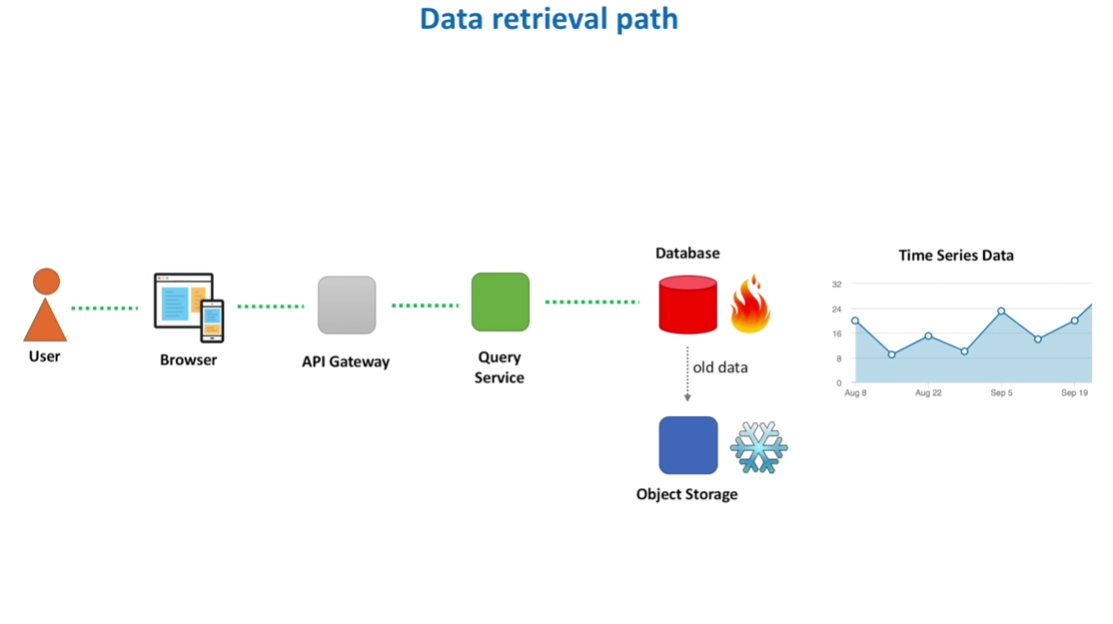 Data retrieval path
Database
Time Series Data
32
24
16
8
0
Aug 8
Aug 22
Sep 5
Sep 19
User
Browser
API Gateway
Query
Service
old data
Object Storage